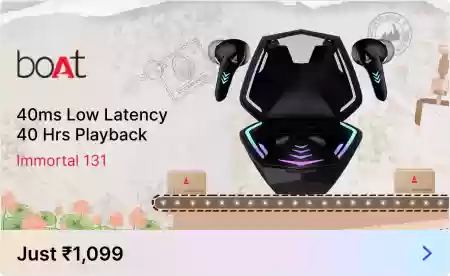 boAt
40ms Low Latency
40 Hrs Playback
Immortal 131
Just ₹1,099